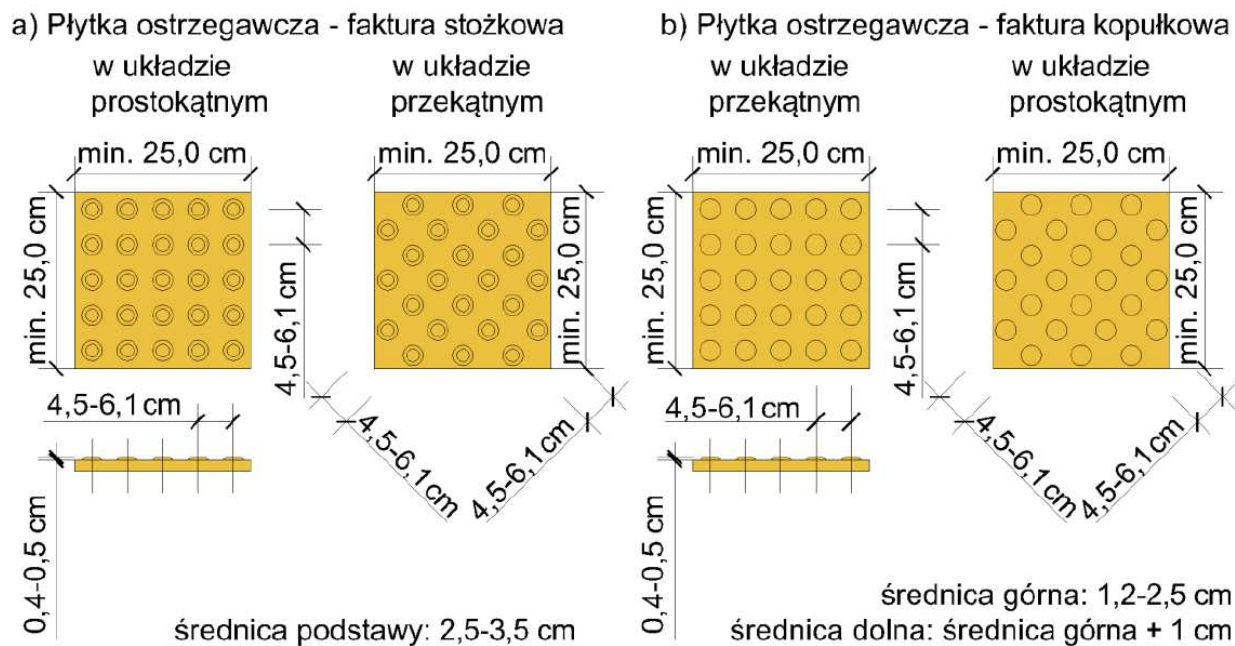 a) Płytka ostrzegawcza - faktura stożkowa
w układzie
prostokątnym
w układzie
przekątnym
min. 25,0 cm
min. 25,0 cm
min. 25,0 cm
min. 25,0 cm
4,5-6,1 cm
4,5-6,1 cm
4,5-6,1 cm
4,5-6,1 cm
0,4-0,5 cm
średnica podstawy: 2,5-3,5 cm
b) Płytka ostrzegawcza - faktura kopułkowa
w układzie
przekątnym
w układzie
prostokątnym
min. 25,0 cm
min. 25,0 cm
min. 25,0 cm
min. 25,0 cm
4,5-6,1 cm
4,5-6,1 cm
4,5-6,1 cm
4,5-6,1 cm
0,4-0,5 cm
średnica górna: 1,2-2,5 cm
średnica dolna: średnica górna + 1 cm